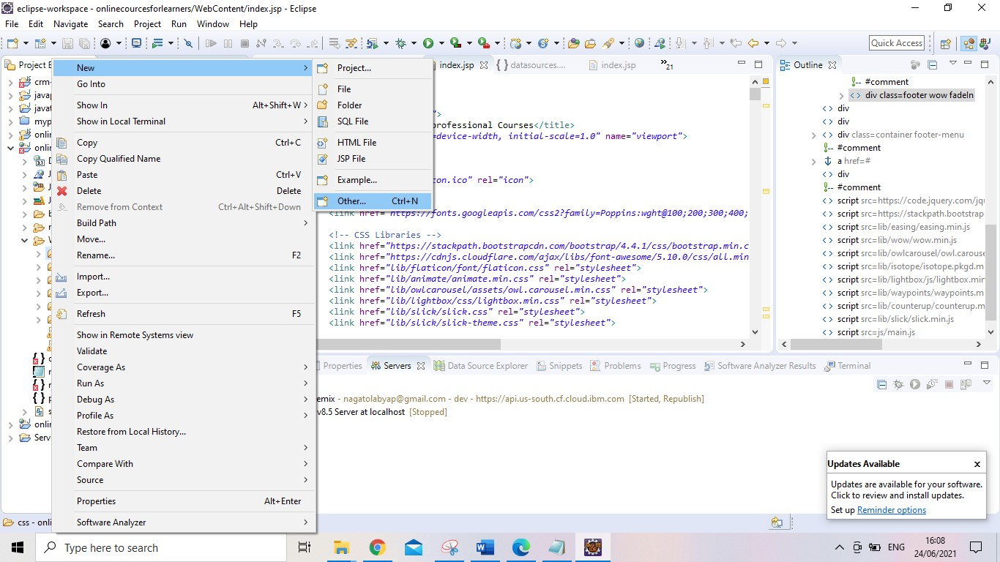 eclipse-workspace - onlinecourcesforlearners/WebContent/index.jsp - Eclipse
File Edit Navigate Search Project Run Window Help
Quick Access
Project E
index.jsp
datasources....
index.jsp
21
Outline
crm-
javap
javat
myp
onlin
onlin
New
Go Into
Show In Alt+Shift+W
Show in Local Terminal
Copy Ctrl+C
Copy Qualified Name
Paste Ctrl+V
Delete Delete
Remove from Context Ctrl+Alt+Shift+Down
Build Path
Move...
Rename... F2
Import...
Export...
Refresh F5
Show in Remote Systems view
Validate
Coverage As
Run As
Debug As
Profile As
Restore from Local History...
Team
Compare With
Source
Properties Alt+Enter
Software Analyzer
Project...
File
Folder
SQL File
HTML File
JSP File
Example...
Other... Ctrl+N
">
professional Courses</title>
=device-width, initial-scale=1.0" name="viewport">
con.ico" rel="icon">
<link href="https://fonts.googleapis.com/css2?family=Poppins:wght@100;200;300;400;
<!-- CSS Libraries -->
<link href="https://stackpath.bootstrapcdn.com/bootstrap/4.4.1/css/bootstrap.min.c
<link href="https://cdnjs.cloudflare.com/ajax/libs/font-awesome/5.10.0/css/all.min
<link href="lib/flaticon/font/flaticon.css" rel="stylesheet">
<link href="lib/animate/animate.min.css" rel="stylesheet">
<link href="lib/owlcarousel/assets/owl.carousel.min.css" rel="stylesheet">
<link href="lib/lightbox/css/lightbox.min.css" rel="stylesheet">
<link href="lib/slick/slick.css" rel="stylesheet">
<link href="lib/slick/slick-theme.css" rel="stylesheet">
#comment
div class=footer wow fadeIn
div
div
div class=container footer-menu
#comment
a href=#
div
#comment
script src=https://code.jquery.com/jqu
script src=https://stackpath.bootstrap
script src=lib/easing/easing.min.js
script src=lib/wow/wow.min.js
script src=lib/owlcarousel/owl.carouse
script src=lib/isotope/isotope.pkgd.m
script src=lib/lightbox/js/lightbox.min
script src=lib/waypoints/waypoints.m
script src=lib/counterup/counterup.m
script src=lib/slick/slick.min.js
script src=js/main.js
Properties Servers Data Source Explorer Snippets Problems Progress Software Analyzer Results Terminal
emix - nagatolabyap@gmail.com - dev - https://api.us-south.cf.cloud.ibm.com [Started, Republish]
v8.5 Server at localhost [Stopped]
onlin
Serv
Updates Available
Updates are available for your software.
Click to review and install updates.
Set up Reminder options
css - onli
Type here to search
ENG
16:08
24/06/2021